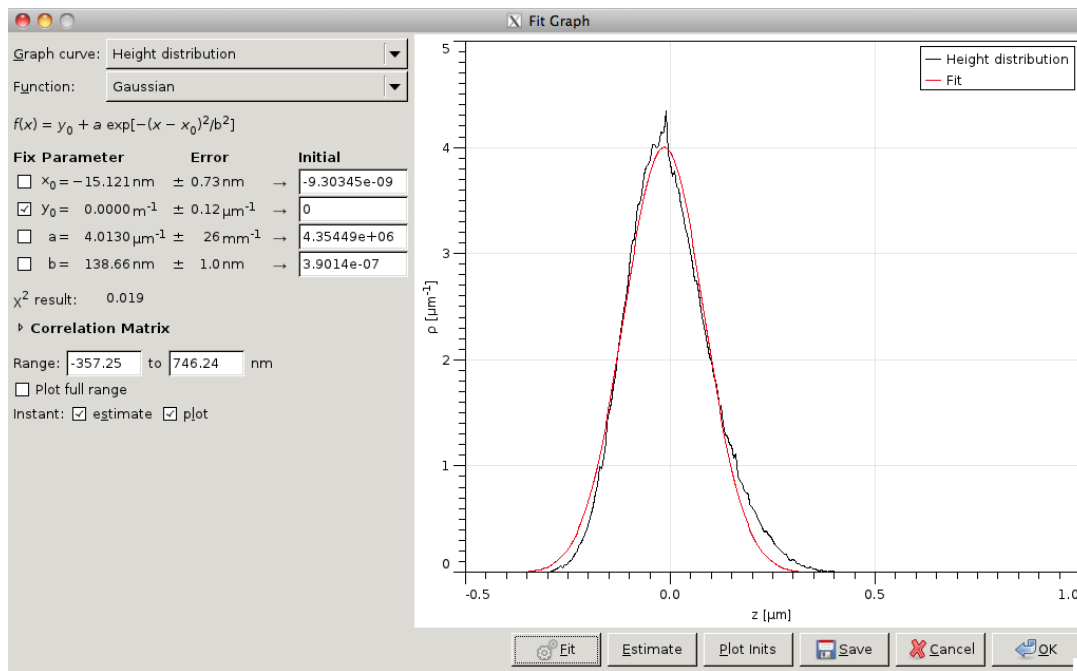 Fit Graph
Graph curve: Height distribution
Function: Gaussian
f(x) = y₀ + a exp[−(x − x₀)²/b²]
Fix Parameter Error Initial
x₀ = −15.121 nm ± 0.73 nm → -9.30345e-09
y₀ = 0.0000 m⁻¹ ± 0.12 µm⁻¹ → 0
a = 4.0130 µm⁻¹ ± 26 mm⁻¹ → 4.35449e+06
b = 138.66 nm ± 1.0 nm → 3.9014e-07
χ² result: 0.019
Correlation Matrix
Range: -357.25 to 746.24 nm
Plot full range
Instant: estimate plot
Height distribution
Fit
5
4
3
2
1
0
ρ [µm⁻¹]
-0.5 0.0 0.5 1.0
z [µm]
Fit Estimate Plot Inits Save Cancel OK